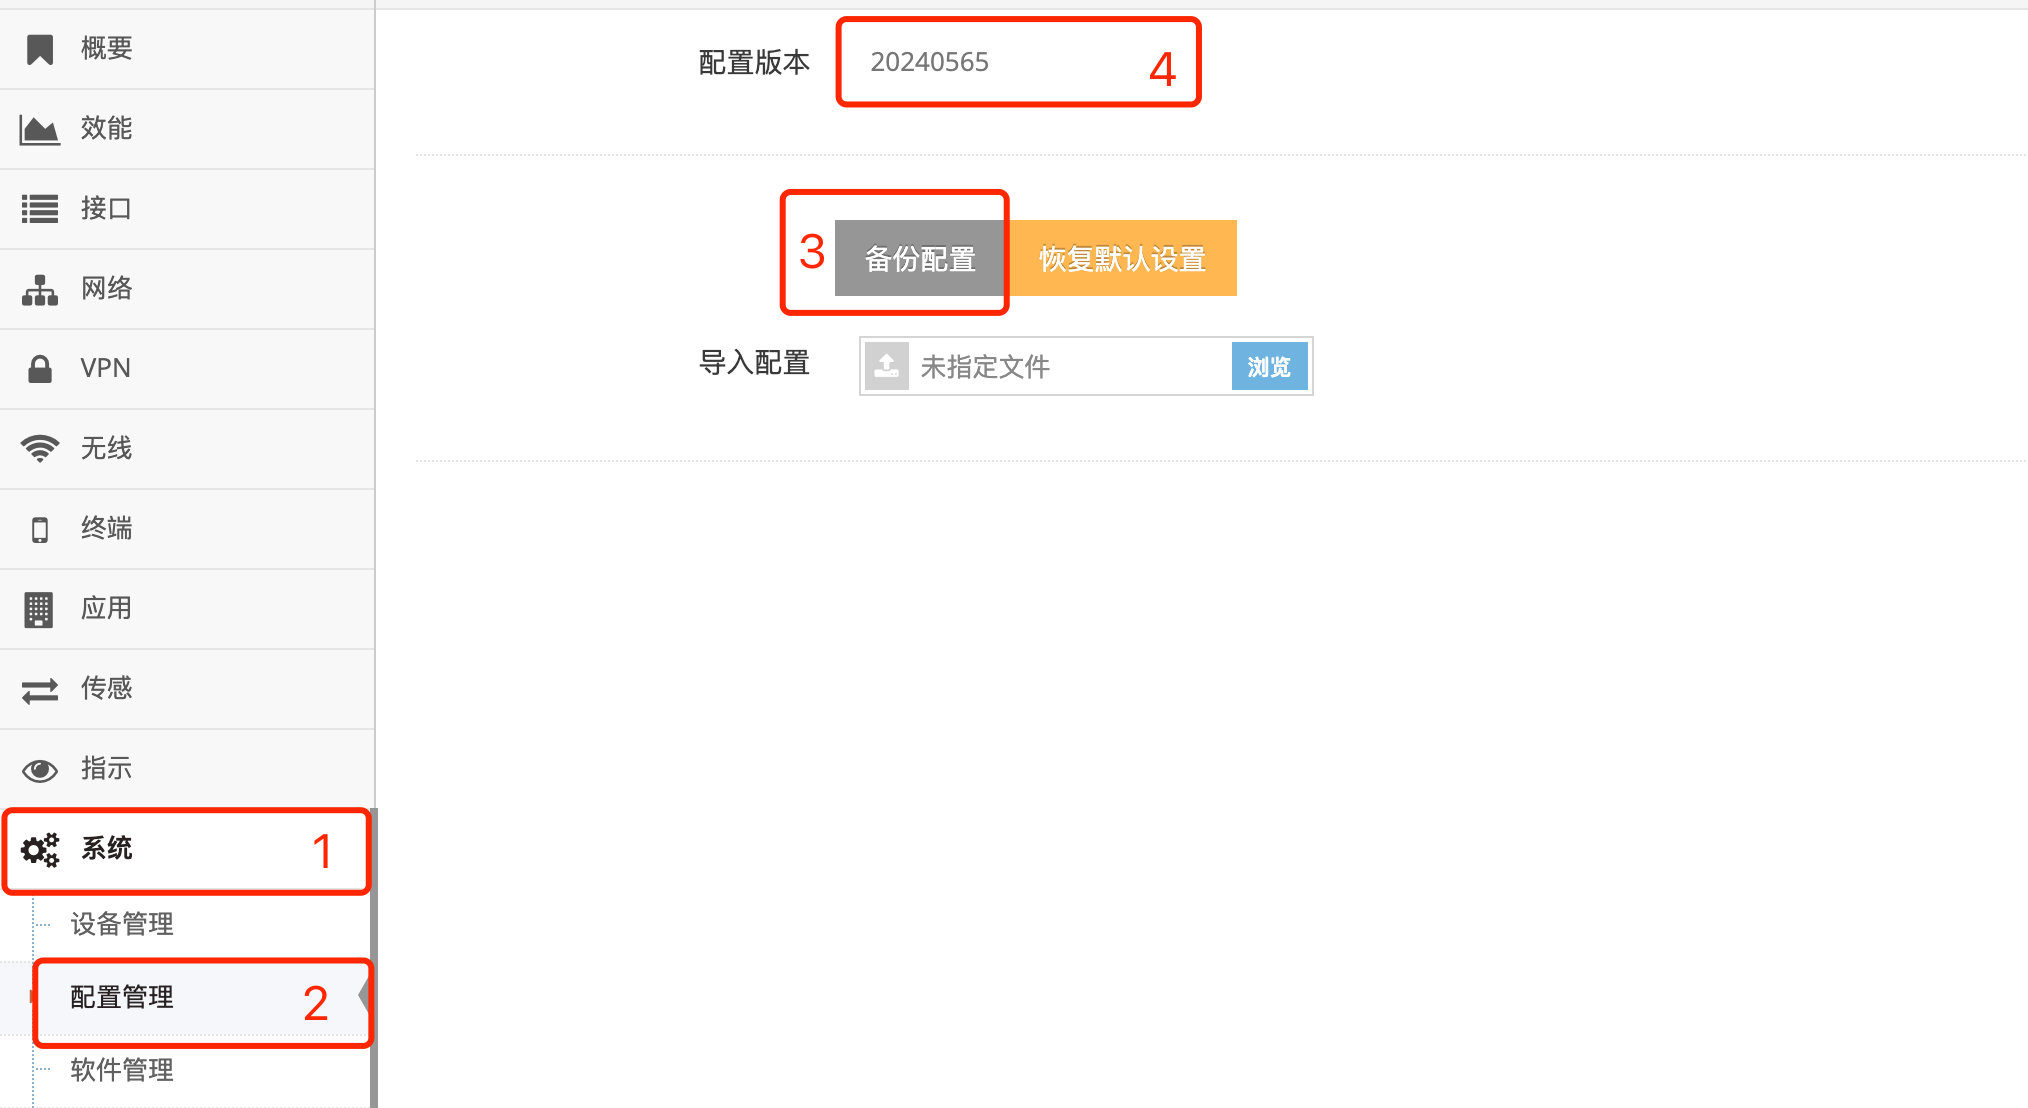 概要
效能
接口
网络
VPN
无线
终端
应用
传感
指示
系统 1
设备管理
配置管理 2
软件管理
配置版本 20240565 4
3 备份配置 恢复默认设置
导入配置 未指定文件 浏览